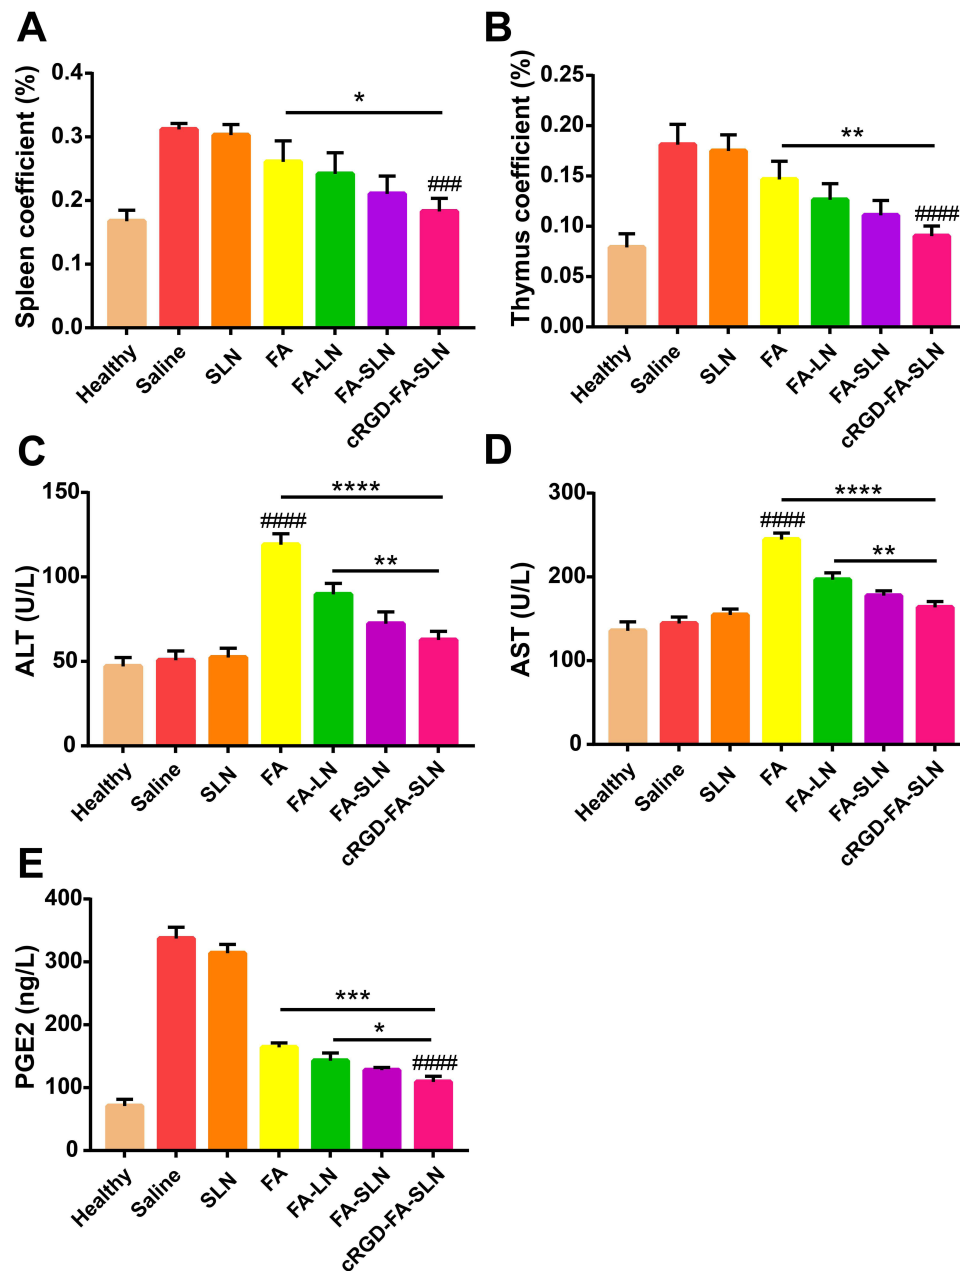 A
Spleen coefficient (%)
0.4
0.3
0.2
0.1
0.0
*
###
Healthy
Saline
SLN
FA
FA-LN
FA-SLN
cRGD-FA-SLN
B
Thymus coefficient (%)
0.25
0.20
0.15
0.10
0.05
0.00
**
####
Healthy
Saline
SLN
FA
FA-LN
FA-SLN
cRGD-FA-SLN
C
ALT (U/L)
150
100
50
0
****
####
**
Healthy
Saline
SLN
FA
FA-LN
FA-SLN
cRGD-FA-SLN
D
AST (U/L)
300
200
100
0
****
####
**
Healthy
Saline
SLN
FA
FA-LN
FA-SLN
cRGD-FA-SLN
E
PGE2 (ng/L)
400
300
200
100
0
***
*
####
Healthy
Saline
SLN
FA
FA-LN
FA-SLN
cRGD-FA-SLN